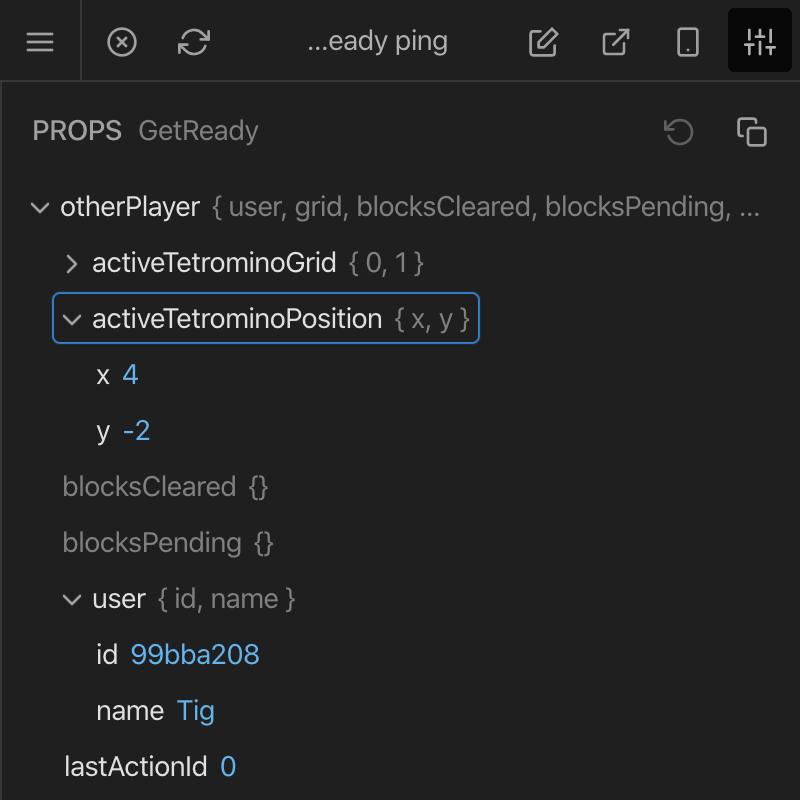 ...eady ping
PROPS GetReady
otherPlayer { user, grid, blocksCleared, blocksPending, ...
activeTetrominoGrid { 0, 1 }
activeTetrominoPosition { x, y }
x 4
y -2
blocksCleared {}
blocksPending {}
user { id, name }
id 99bba208
name Tig
lastActionId 0